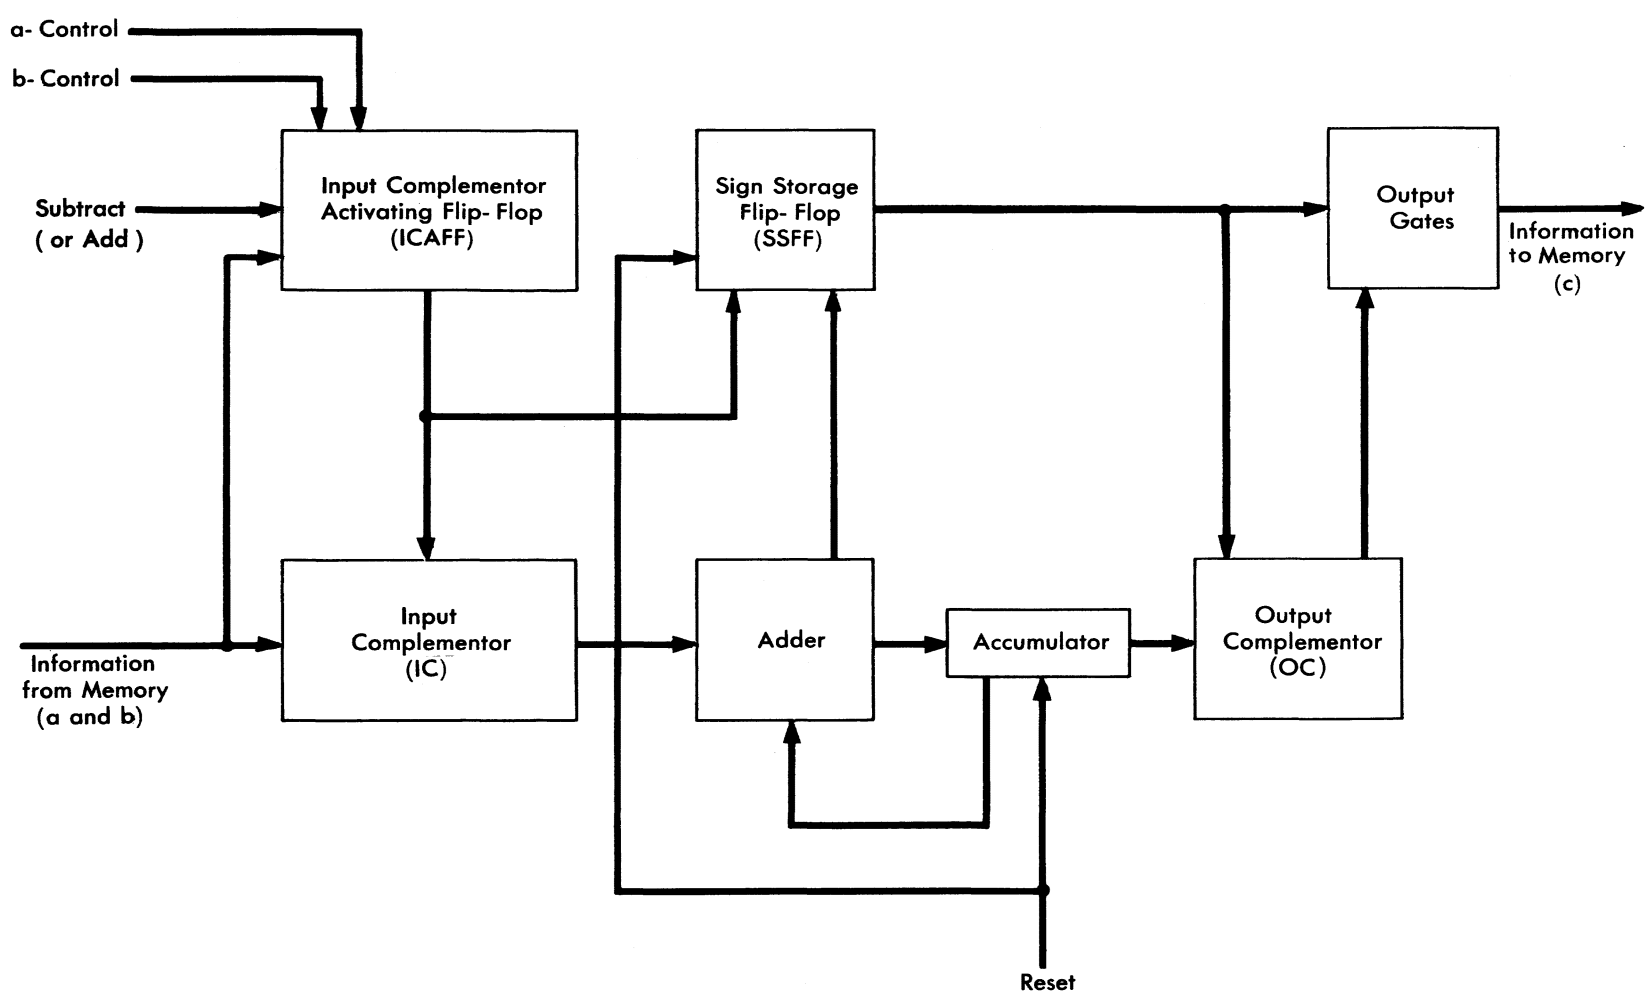 a- Control
b- Control
Subtract
( or Add )
Input Complementor
Activating Flip- Flop
(ICAFF)
Sign Storage
Flip- Flop
(SSFF)
Output
Gates
Information
to Memory
(c)
Information
from Memory
(a and b)
Input
Complementor
(IC)
Adder
Accumulator
Output
Complementor
(OC)
Reset